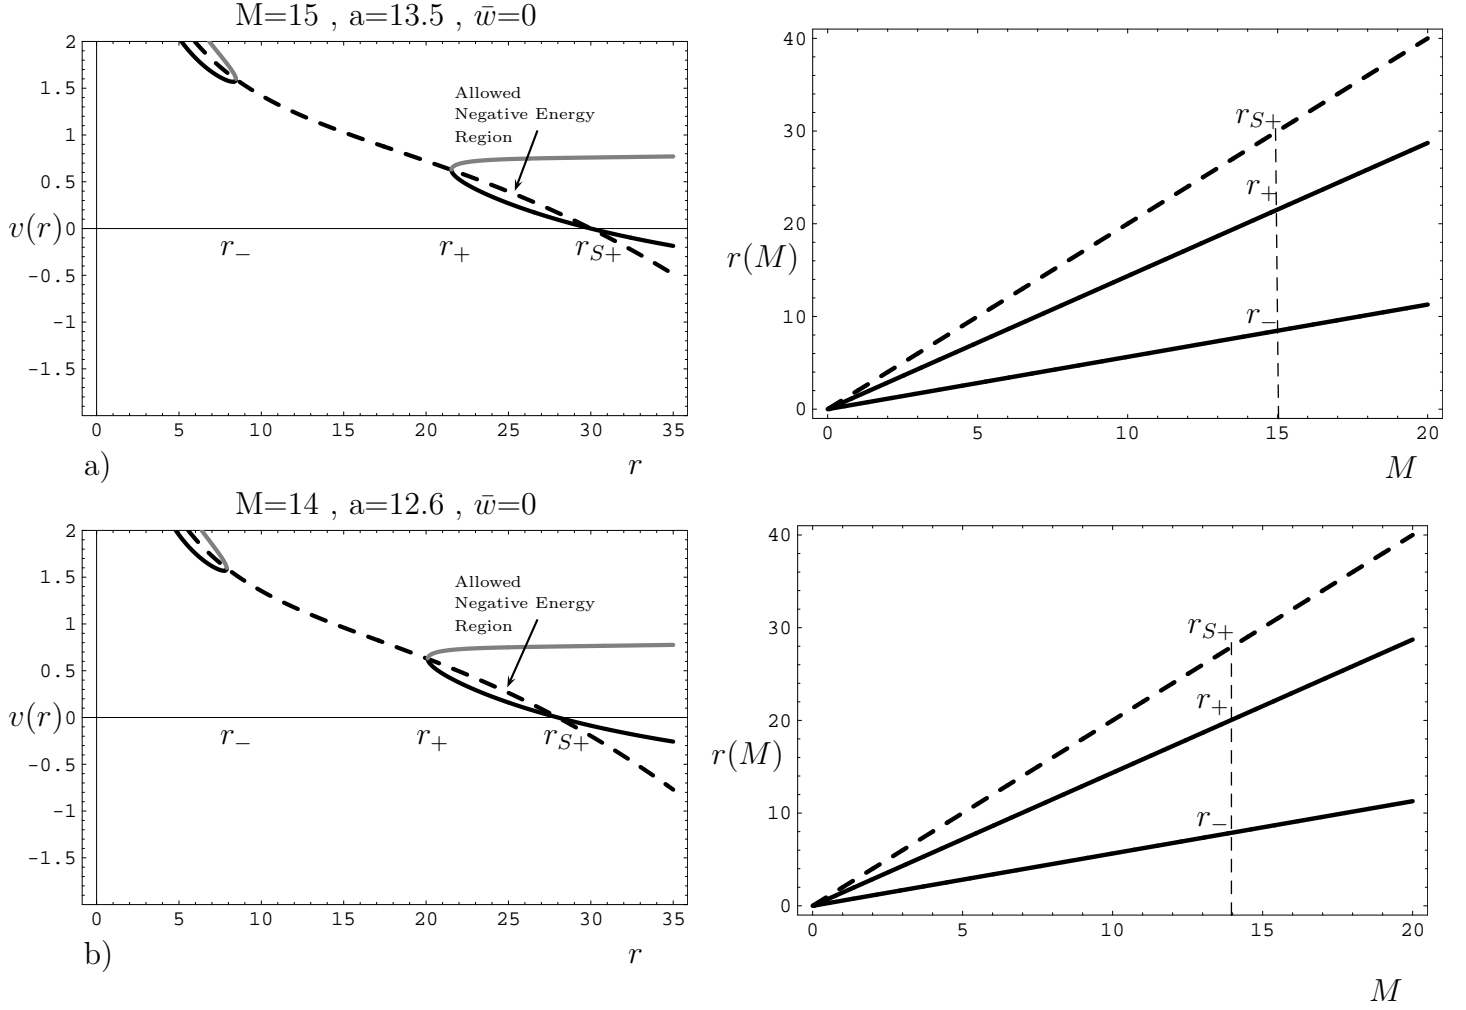 M=15 , a=13.5 , w̄=0
2
1.5
1
0.5
v(r) 0
-0.5
-1
-1.5
Allowed
Negative Energy
Region
r₋
r₊
r_{S+}
0 5 10 15 20 25 30 35
a)
r
40
30
20
10
0
r(M)
r_{S+}
r₊
r₋
0 5 10 15 20
M
M=14 , a=12.6 , w̄=0
2
1.5
1
0.5
v(r) 0
-0.5
-1
-1.5
Allowed
Negative Energy
Region
r₋
r₊
r_{S+}
0 5 10 15 20 25 30 35
b)
r
40
30
20
10
0
r(M)
r_{S+}
r₊
r₋
0 5 10 15 20
M